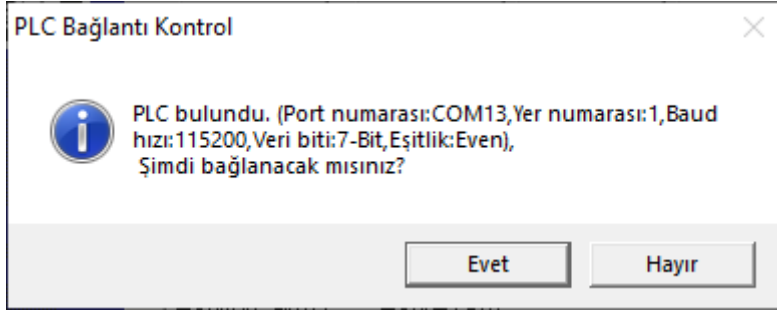 PLC Bağlantı Kontrol
PLC bulundu. (Port numarası:COM13,Yer numarası:1,Baud
hızı:115200,Veri biti:7-Bit,Eşitlik:Even),
Şimdi bağlanacak mısınız?
Evet
Hayır